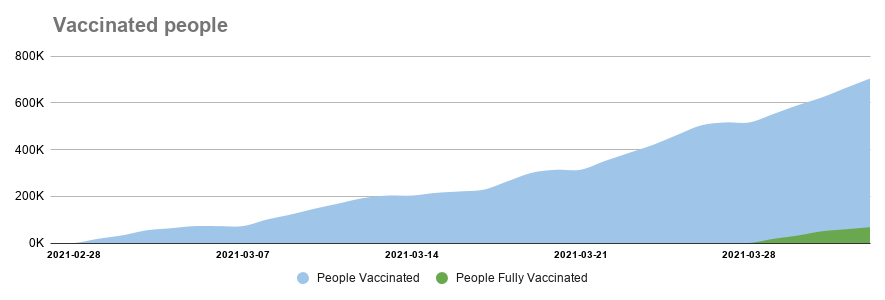 Vaccinated people
800K
600K
400K
200K
0K
2021-02-28 2021-03-07 2021-03-14 2021-03-21 2021-03-28
People Vaccinated People Fully Vaccinated